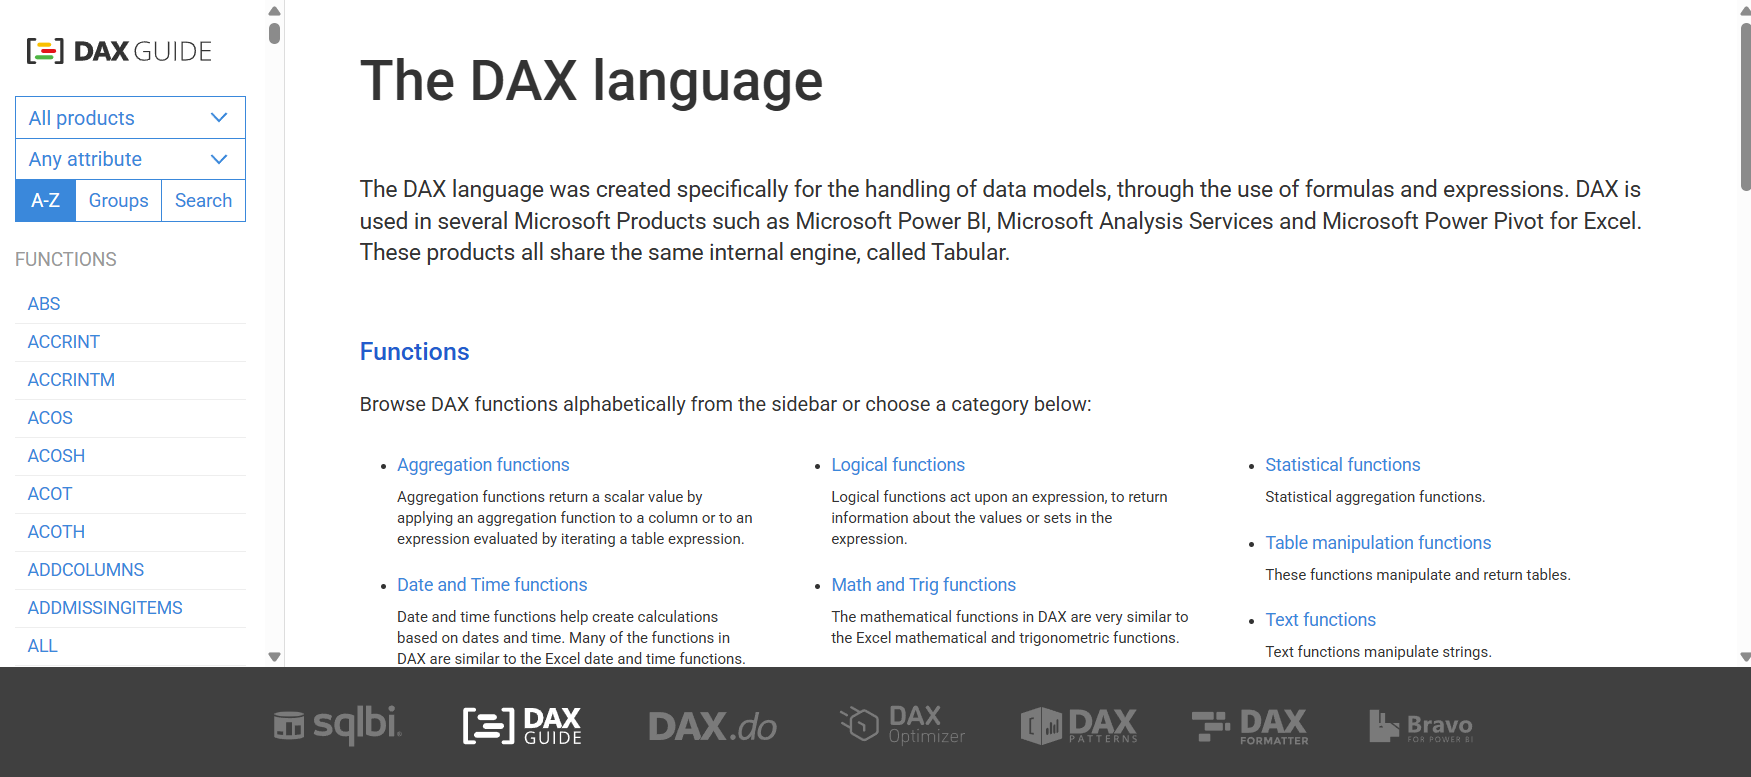 DAX GUIDE
All products
Any attribute
A-Z Groups Search
FUNCTIONS
ABS
ACCRINT
ACCRINTM
ACOS
ACOSH
ACOT
ACOTH
ADDCOLUMNS
ADDMISSINGITEMS
ALL
The DAX language
The DAX language was created specifically for the handling of data models, through the use of formulas and expressions. DAX is
used in several Microsoft Products such as Microsoft Power BI, Microsoft Analysis Services and Microsoft Power Pivot for Excel.
These products all share the same internal engine, called Tabular.
Functions
Browse DAX functions alphabetically from the sidebar or choose a category below:
Aggregation functions
Aggregation functions return a scalar value by
applying an aggregation function to a column or to an
expression evaluated by iterating a table expression.
Date and Time functions
Date and time functions help create calculations
based on dates and time. Many of the functions in
DAX are similar to the Excel date and time functions.
Logical functions
Logical functions act upon an expression, to return
information about the values or sets in the
expression.
Math and Trig functions
The mathematical functions in DAX are very similar to
the Excel mathematical and trigonometric functions.
Statistical functions
Statistical aggregation functions.
Table manipulation functions
These functions manipulate and return tables.
Text functions
Text functions manipulate strings.
sqlbi
DAX
GUIDE
DAX.do
DAX
Optimizer
DAX
PATTERNS
DAX
FORMATTER
Bravo
FOR POWER BI